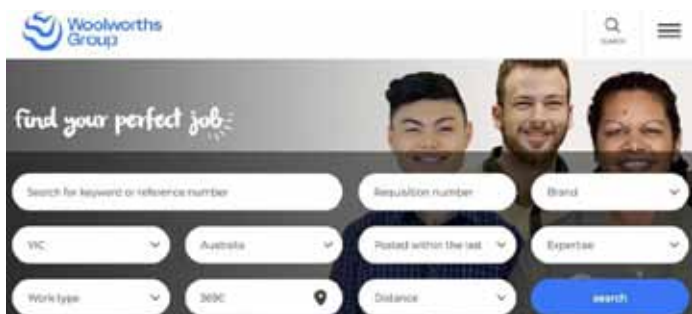 Woolworths
Group
SEARCH
find your perfect job
Search for keyword or reference number
Requisition number
Brand
VIC
Australia
Posted within the last
Expertise
Work type
Distance
search